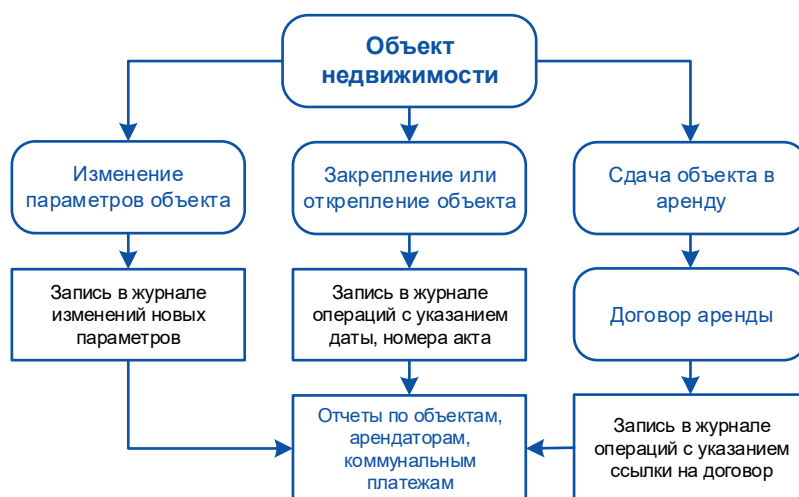 Объект
недвижимости
Изменение
параметров объекта
Закрепление или
открепление объекта
Сдача объекта в
аренду
Запись в журнале
изменений новых
параметров
Запись в журнале
операций с указанием
даты, номера акта
Договор аренды
Отчеты по объектам,
арендаторам,
коммунальным
платежам
Запись в журнале
операций с указанием
ссылки на договор